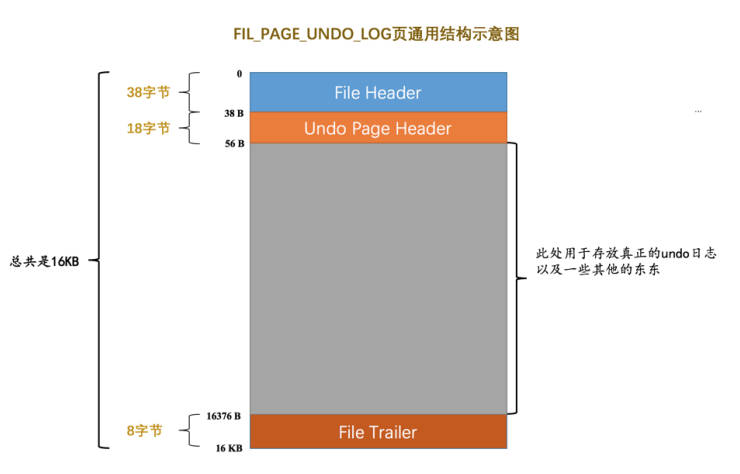 FIL_PAGE_UNDO_LOG页通用结构示意图
0
38字节
File Header
38 B
...
18字节
Undo Page Header
56 B
总共是16KB
此处用于存放真正的undo日志
以及一些其他的东东
16376 B
8字节
File Trailer
16 KB